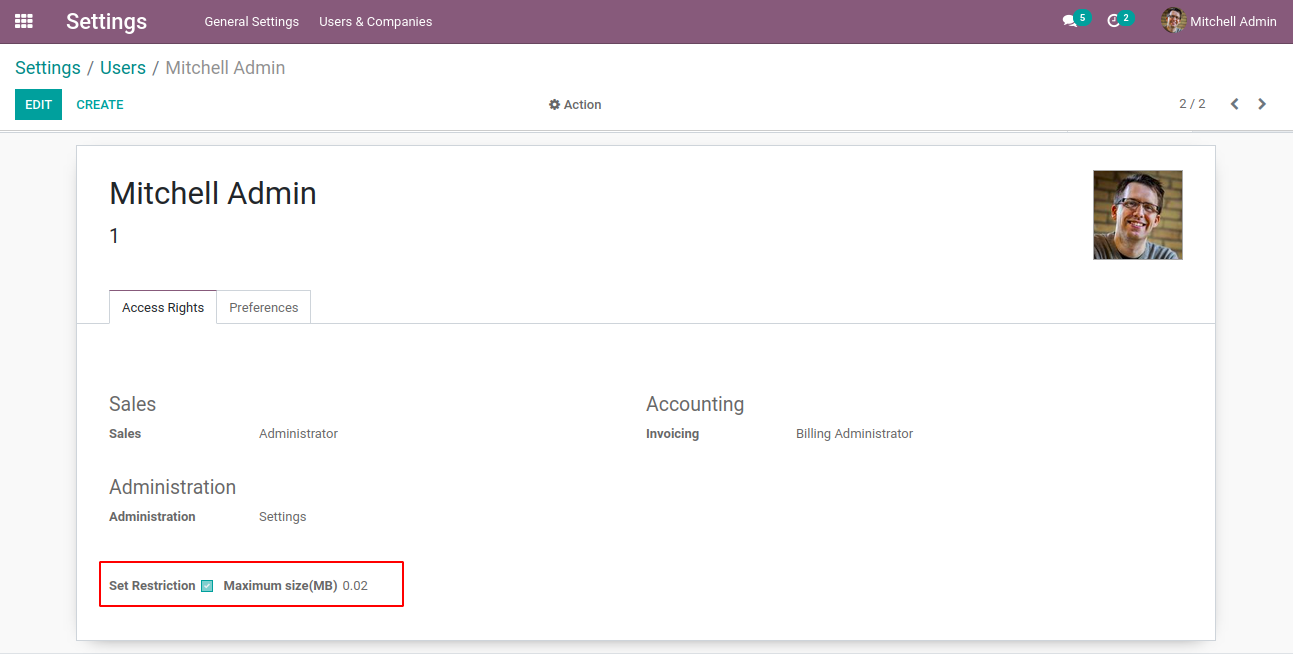 Settings General Settings Users & Companies 5 2 Mitchell Admin
Settings / Users / Mitchell Admin
EDIT CREATE Action 2 / 2
Mitchell Admin
1
Access Rights Preferences
Sales Accounting
Sales Administrator Invoicing Billing Administrator
Administration
Administration Settings
Set Restriction Maximum size(MB) 0.02